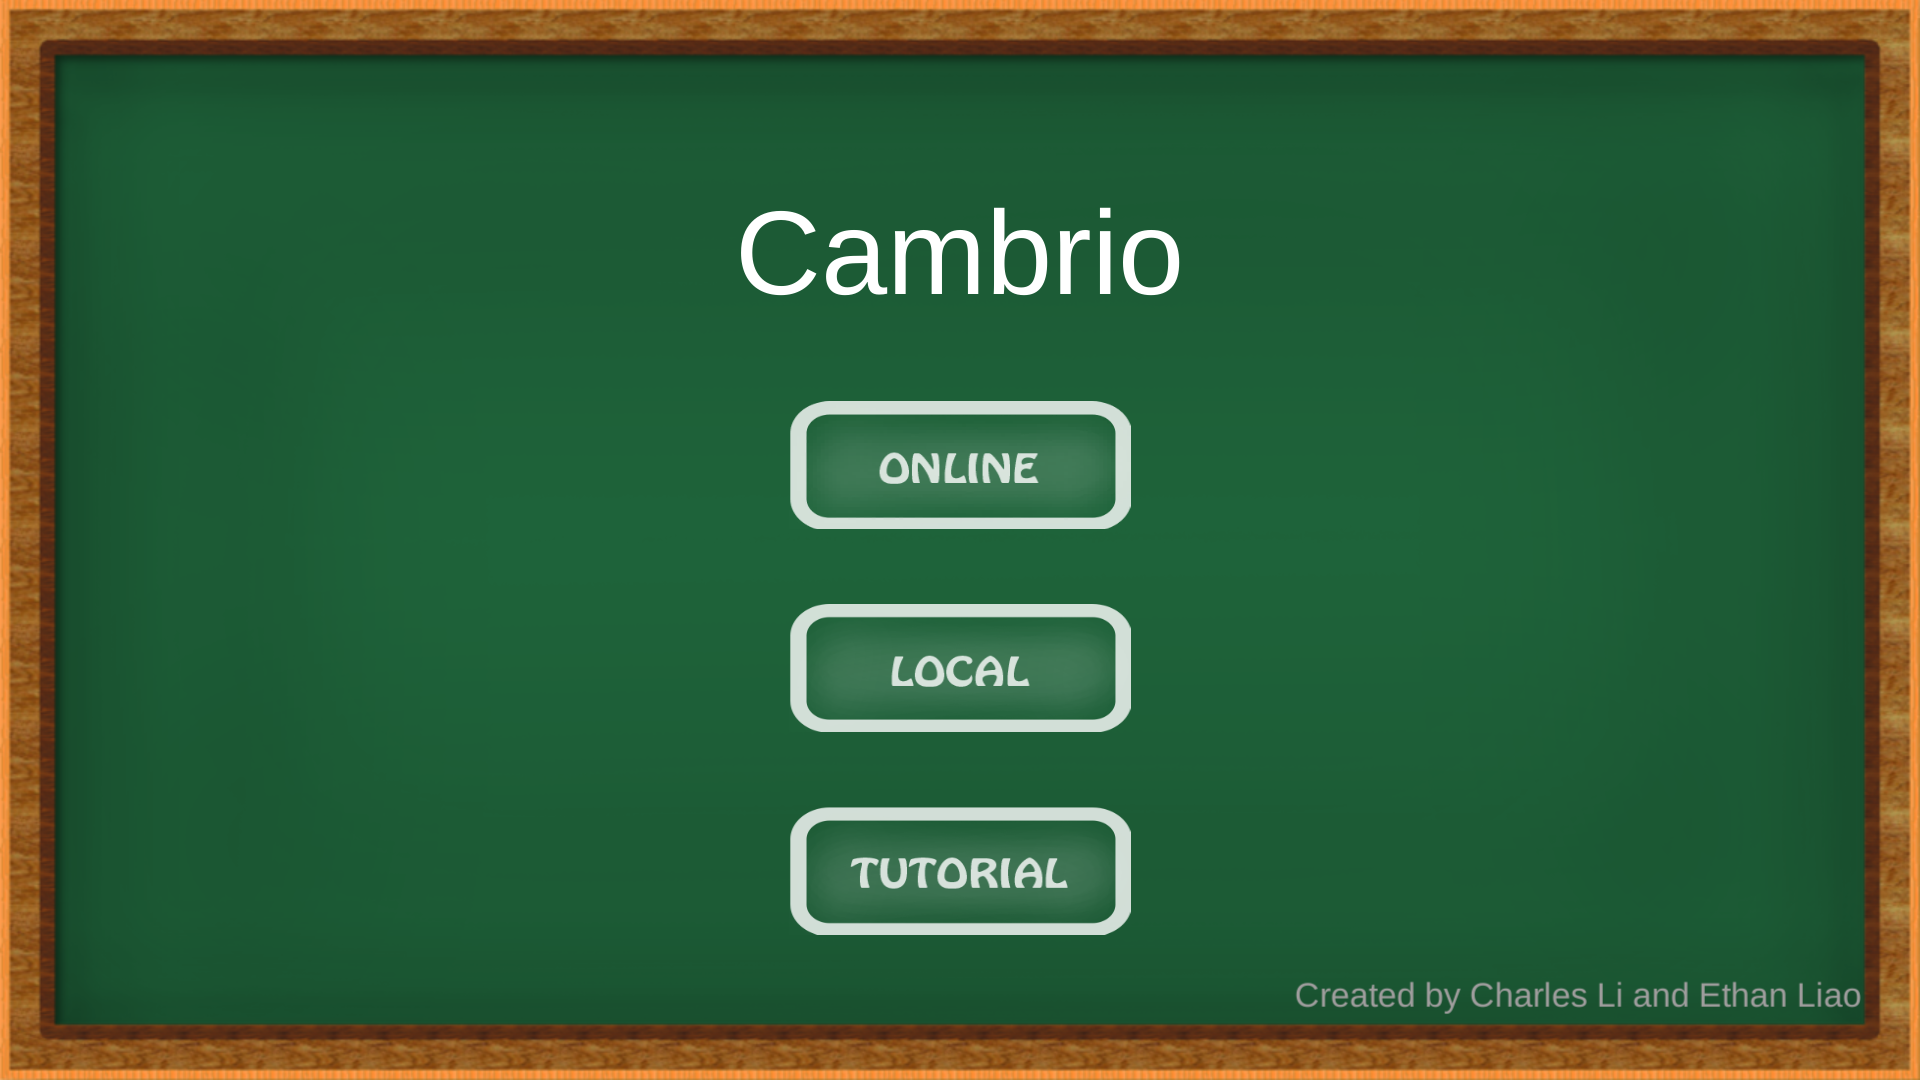 Cambrio
ONLINE
LOCAL
TUTORIAL
Created by Charles Li and Ethan Liao